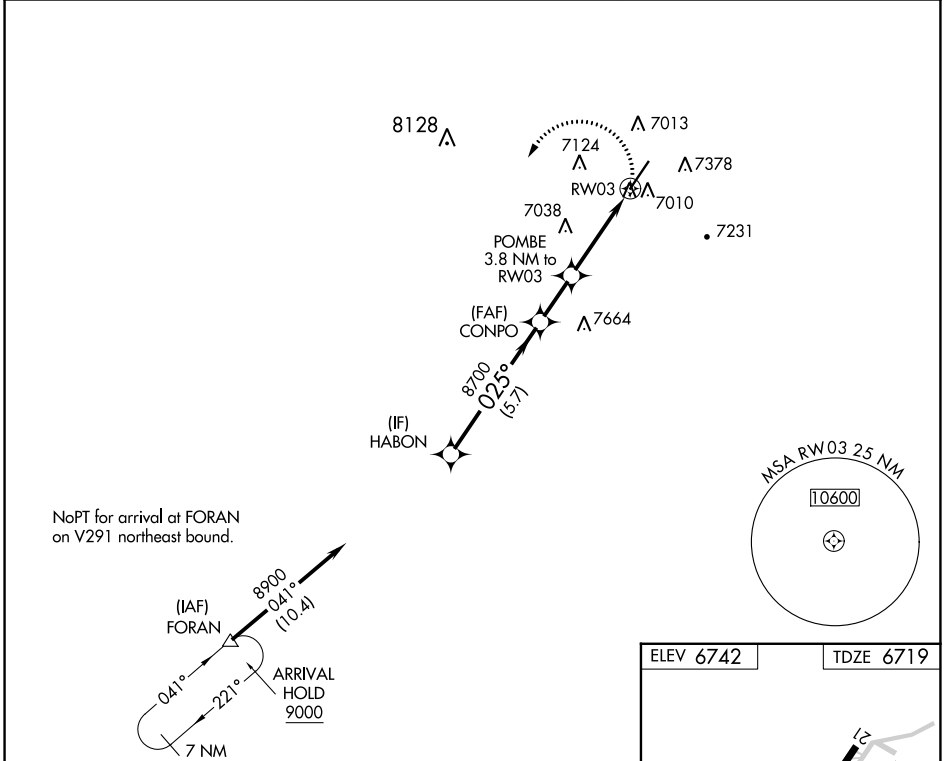 8128
7013
7124
7378
RW03
7010
7038
7231
POMBE
3.8 NM to
RW03
(FAF)
CONPO
7664
8700
025°
(5.7)
(IF)
HABON
MSA RW03 25 NM
10600
NoPT for arrival at FORAN
on V291 northeast bound.
8900
041°
(10.4)
(IAF)
FORAN
041°
221°
ARRIVAL
HOLD
9000
7 NM
ELEV 6742
TDZE 6719
21